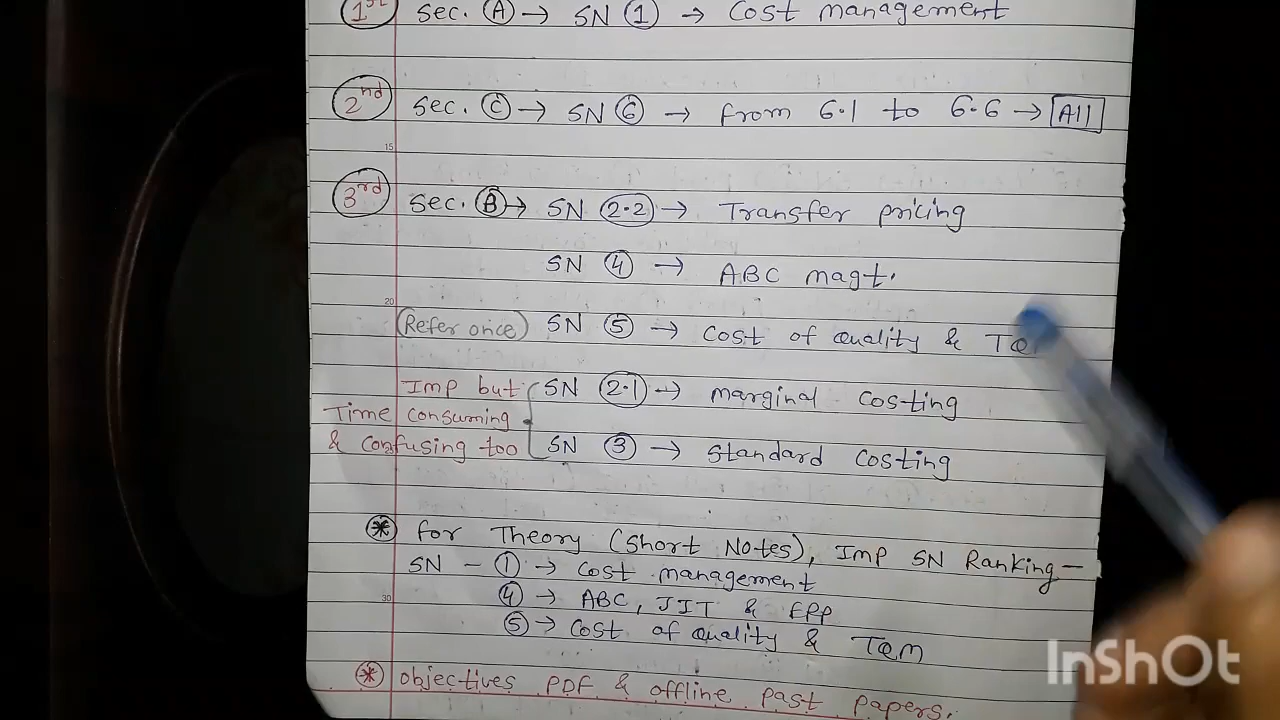 1st sec. A → SN 1 → Cost management
2nd sec. C → SN 6 → from 6.1 to 6.6 → All
15
3rd sec. B → SN 2.2 → Transfer pricing
SN 4 → ABC magt.
20
(Refer once) SN 5 → Cost of quality &
Imp but SN 2.1 → marginal costing
Time consuming
& confusing too SN 3 → Standard costing
* for Theory (short Notes), Imp SN Ranking -
SN - 1 → Cost management
30
4 → ABC, JIT &
5 → Cost of quality & TQM
* objectives PDF & offline past papers.
InShOt